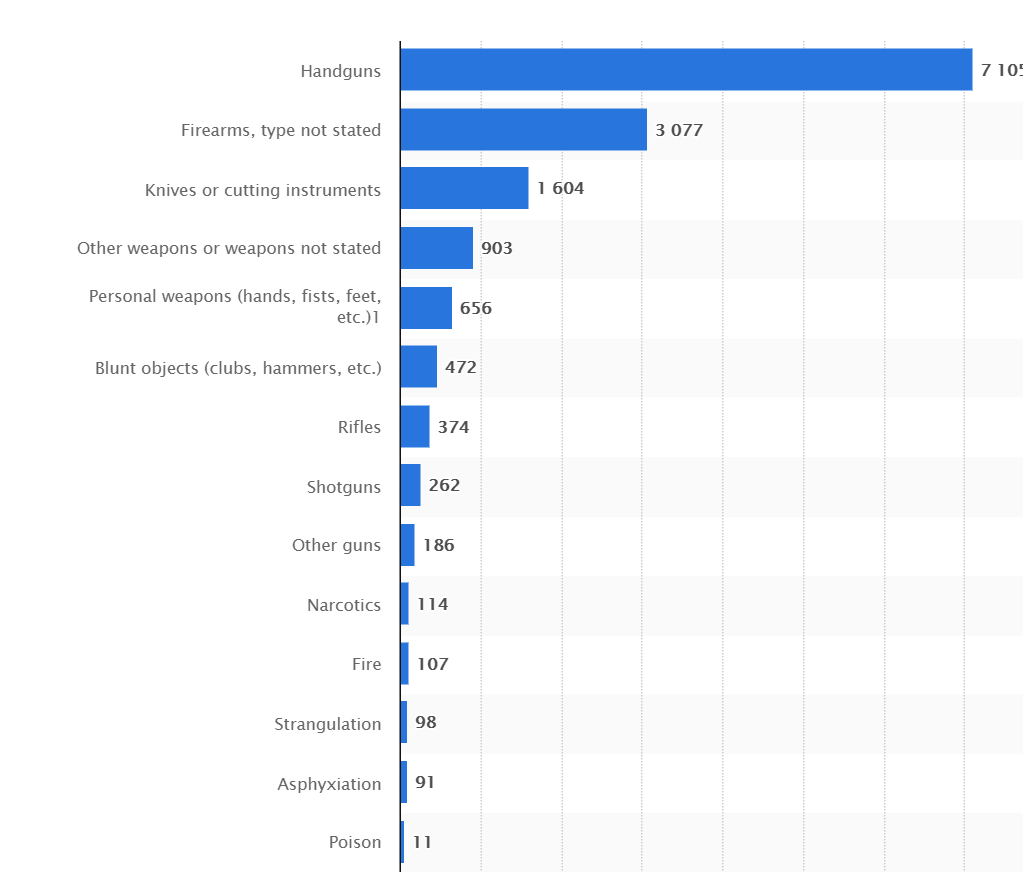 Handguns 7 105
Firearms, type not stated 3 077
Knives or cutting instruments 1 604
Other weapons or weapons not stated 903
Personal weapons (hands, fists, feet,
etc.)1 656
Blunt objects (clubs, hammers, etc.) 472
Rifles 374
Shotguns 262
Other guns 186
Narcotics 114
Fire 107
Strangulation 98
Asphyxiation 91
Poison 11